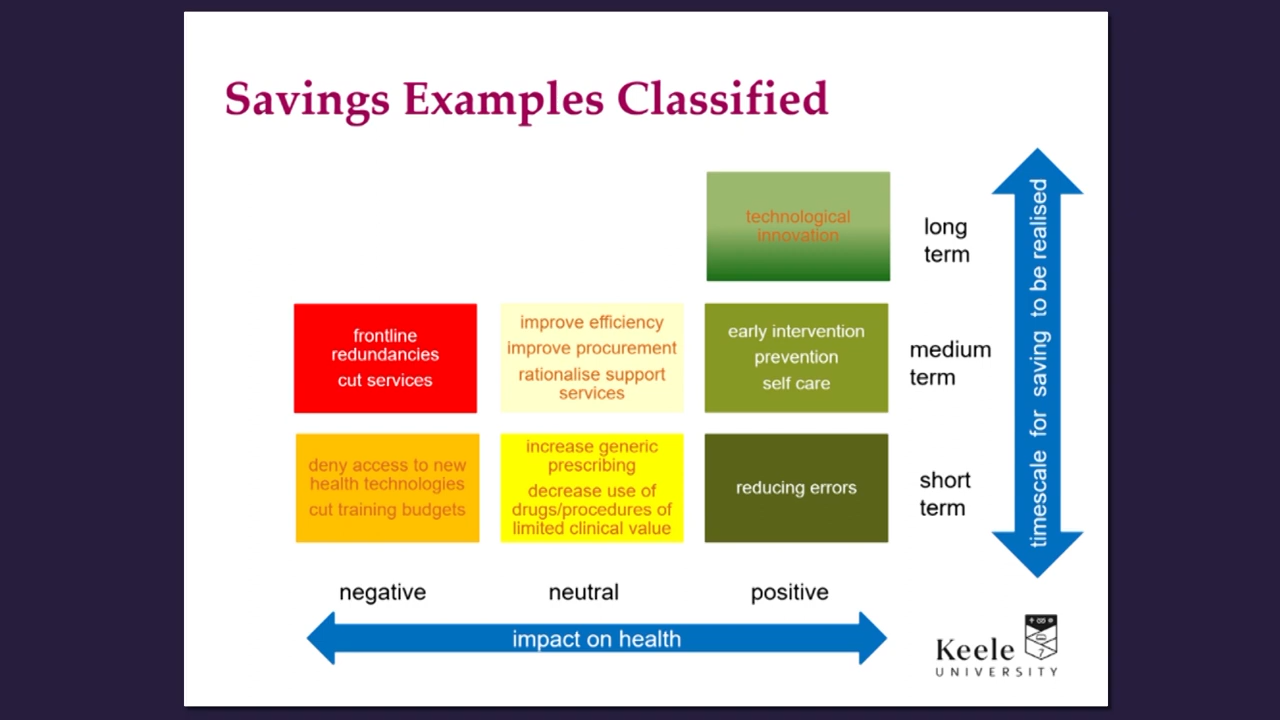 Savings Examples Classified
technological
innovation
long
term
frontline
redundancies
cut services
improve efficiency
improve procurement
rationalise support
services
early intervention
prevention
self care
medium
term
deny access to new
health technologies
cut training budgets
increase generic
prescribing
decrease use of
drugs/procedures of
limited clinical value
reducing errors
short
term
timescale for saving to be realised
negative
neutral
positive
impact on health
Keele
UNIVERSITY